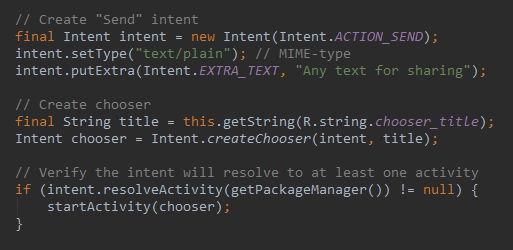 // Create "Send" intent
final Intent intent = new Intent(Intent.ACTION_SEND);
intent.setType("text/plain"); // MIME-type
intent.putExtra(Intent.EXTRA_TEXT, "Any text for sharing");
// Create chooser
final String title = this.getString(R.string.chooser_title);
Intent chooser = Intent.createChooser(intent, title);
// Verify the intent will resolve to at least one activity
if (intent.resolveActivity(getPackageManager()) != null) {
    startActivity(chooser);
}